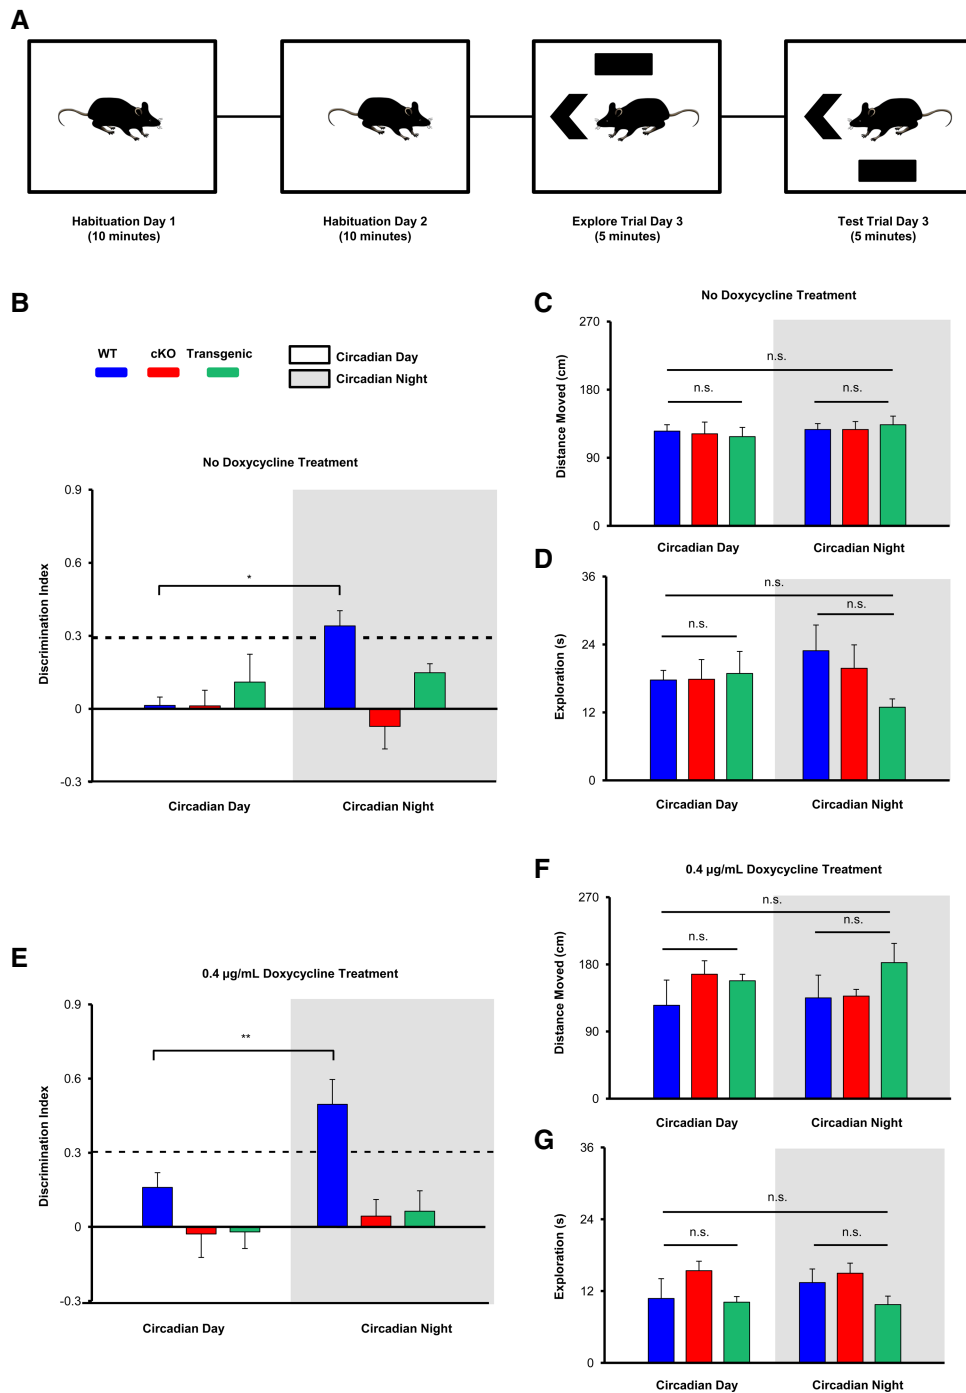 A
Habituation Day 1
(10 minutes)
Habituation Day 2
(10 minutes)
Explore Trial Day 3
(5 minutes)
Test Trial Day 3
(5 minutes)
B
WT cKO Transgenic
Circadian Day
Circadian Night
No Doxycycline Treatment
Discrimination Index
0.9
0.6
0.3
0
-0.3
*
Circadian Day
Circadian Night
C
No Doxycycline Treatment
Distance Moved (cm)
270
180
90
0
n.s.
n.s.
n.s.
Circadian Day
Circadian Night
D
Exploration (s)
36
24
12
0
n.s.
n.s.
n.s.
Circadian Day
Circadian Night
E
0.4 µg/mL Doxycycline Treatment
Discrimination Index
0.9
0.6
0.3
0
-0.3
**
Circadian Day
Circadian Night
F
0.4 µg/mL Doxycycline Treatment
Distance Moved (cm)
270
180
90
0
n.s.
n.s.
n.s.
Circadian Day
Circadian Night
G
Exploration (s)
36
24
12
0
n.s.
n.s.
n.s.
Circadian Day
Circadian Night